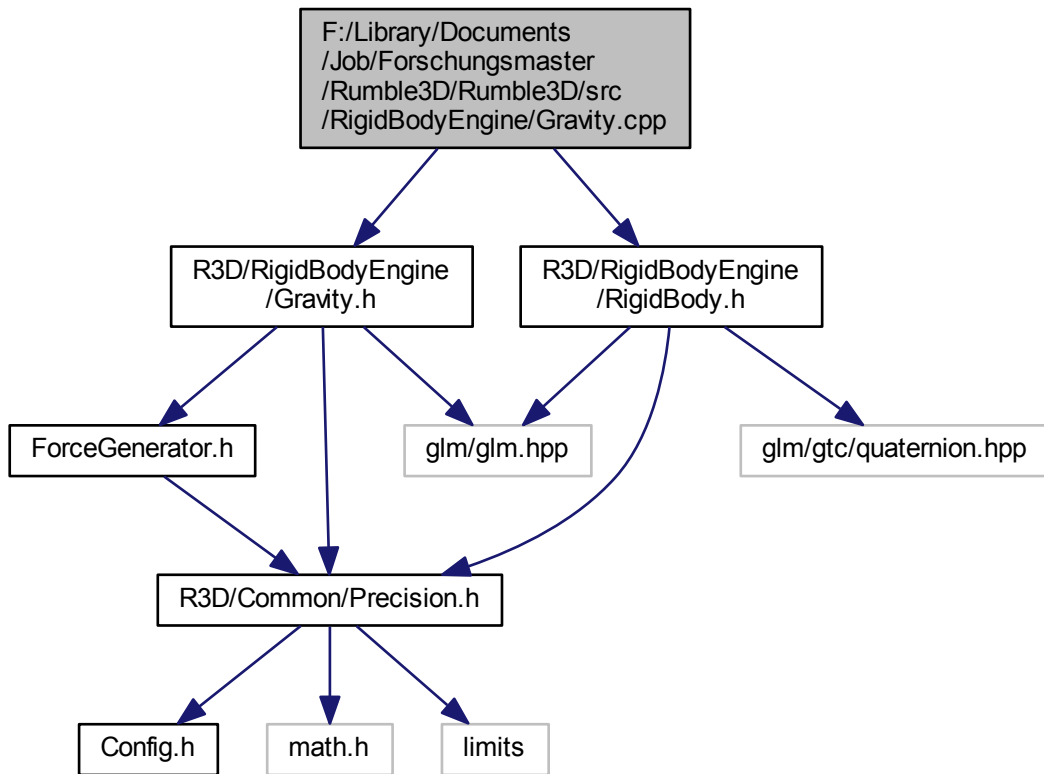 F:/Library/Documents
/Job/Forschungsmaster
/Rumble3D/Rumble3D/src
/RigidBodyEngine/Gravity.cpp
R3D/RigidBodyEngine
/Gravity.h
R3D/RigidBodyEngine
/RigidBody.h
ForceGenerator.h
glm/glm.hpp
glm/gtc/quaternion.hpp
R3D/Common/Precision.h
Config.h
math.h
limits